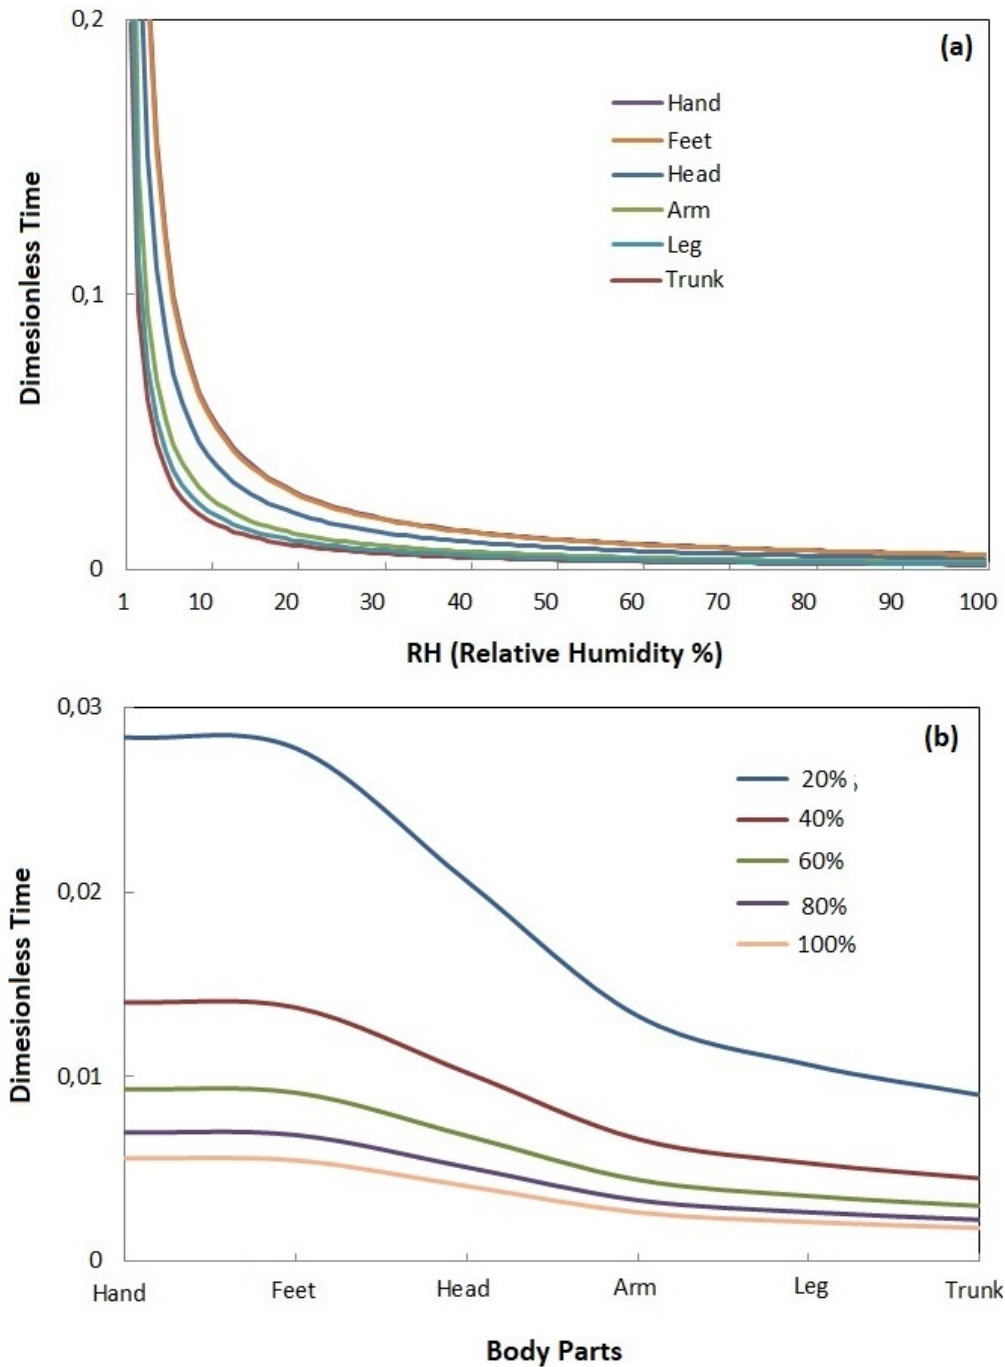 0,2
(a)
Hand
Feet
Head
Arm
Leg
Trunk
0,1
0
Dimesionless Time
1 10 20 30 40 50 60 70 80 90 100
RH (Relative Humidity %)
0,03
(b)
20%
40%
60%
80%
100%
0,02
0,01
0
Dimesionless Time
Hand Feet Head Arm Leg Trunk
Body Parts